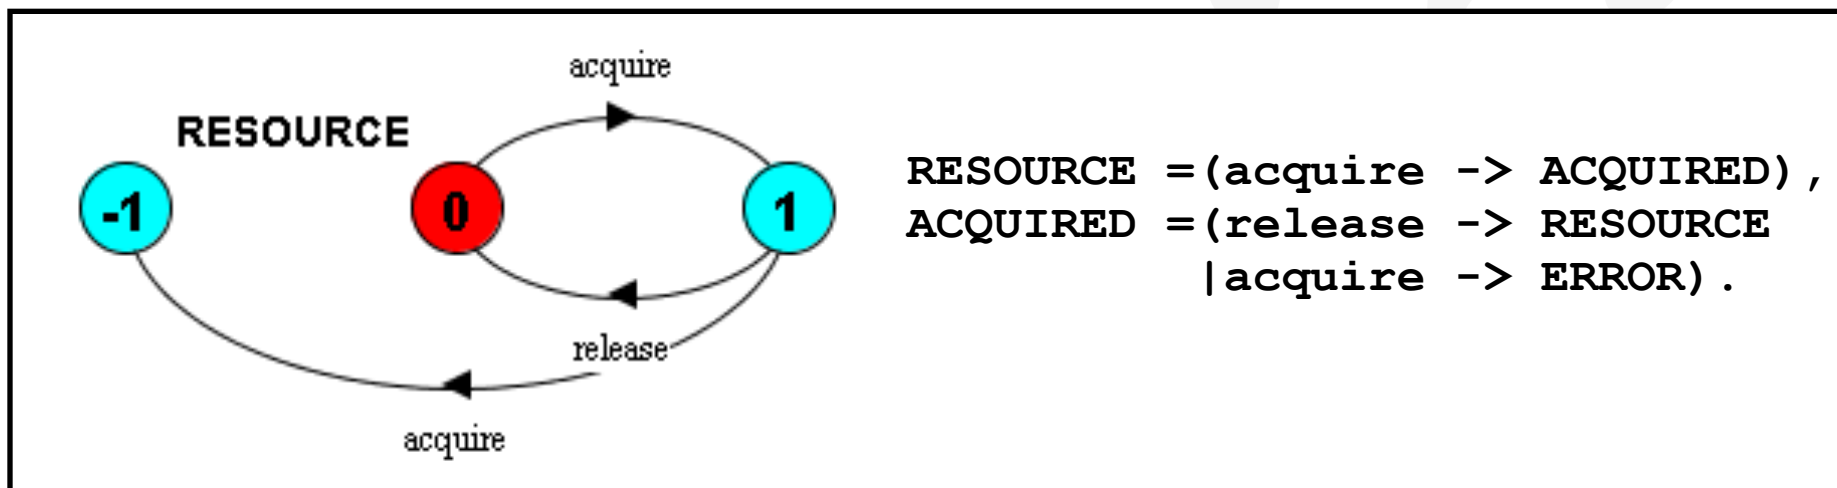 acquire
RESOURCE
-1
0
1
release
acquire
RESOURCE =(acquire -> ACQUIRED),
ACQUIRED =(release -> RESOURCE
|acquire -> ERROR).